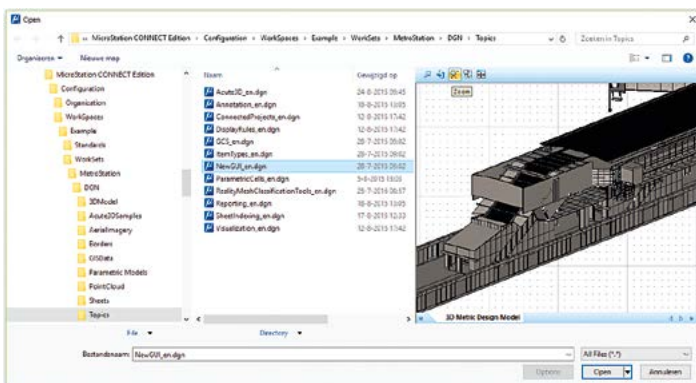 Open
« MicroStation CONNECT Edition › Configuration › WorkSpaces › Example › WorkSets › MetroStation › DGN › Topics
Zoeken in Topics
Organiseren
Nieuwe map
MicroStation CONNECT Edition
Configuration
Organization
WorkSpaces
Example
Standards
WorkSets
MetroStation
DGN
3DModel
Acute3DSamples
AerialImagery
Borders
GISData
Parametric Models
PointCloud
Sheets
Topics
Naam
Gewijzigd op
Acute3D_en.dgn
Annotation_en.dgn
ConnectedProjects_en.dgn
DisplayRules_en.dgn
GCS_en.dgn
ItemTypes_en.dgn
NewGUI_en.dgn
ParametricCells_en.dgn
RealityMeshClassificationTools_en.dgn
Reporting_en.dgn
SheetIndexing_en.dgn
Visualization_en.dgn
Zoom
3D Metric Design Model
File
Directory
Bestandsnaam: NewGUI_en.dgn
All Files (*.*)
Options
Open
Annuleren